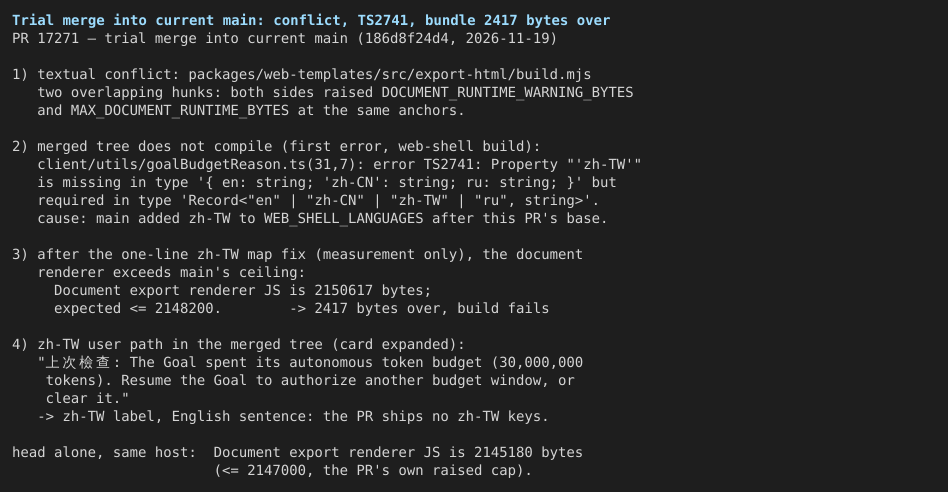 Trial merge into current main: conflict, TS2741, bundle 2417 bytes over
PR 17271 — trial merge into current main (186d8f24d4, 2026-11-19)
1) textual conflict: packages/web-templates/src/export-html/build.mjs
two overlapping hunks: both sides raised DOCUMENT_RUNTIME_WARNING_BYTES
and MAX_DOCUMENT_RUNTIME_BYTES at the same anchors.
2) merged tree does not compile (first error, web-shell build):
client/utils/goalBudgetReason.ts(31,7): error TS2741: Property "'zh-TW'"
is missing in type '{ en: string; 'zh-CN': string; ru: string; }' but
required in type 'Record<"en" | "zh-CN" | "zh-TW" | "ru", string>'.
cause: main added zh-TW to WEB_SHELL_LANGUAGES after this PR's base.
3) after the one-line zh-TW map fix (measurement only), the document
renderer exceeds main's ceiling:
Document export renderer JS is 2150617 bytes;
expected <= 2148200. -> 2417 bytes over, build fails
4) zh-TW user path in the merged tree (card expanded):
"上次檢查: The Goal spent its autonomous token budget (30,000,000
tokens). Resume the Goal to authorize another budget window, or
clear it."
-> zh-TW label, English sentence: the PR ships no zh-TW keys.
head alone, same host: Document export renderer JS is 2145180 bytes
(<= 2147000, the PR's own raised cap).